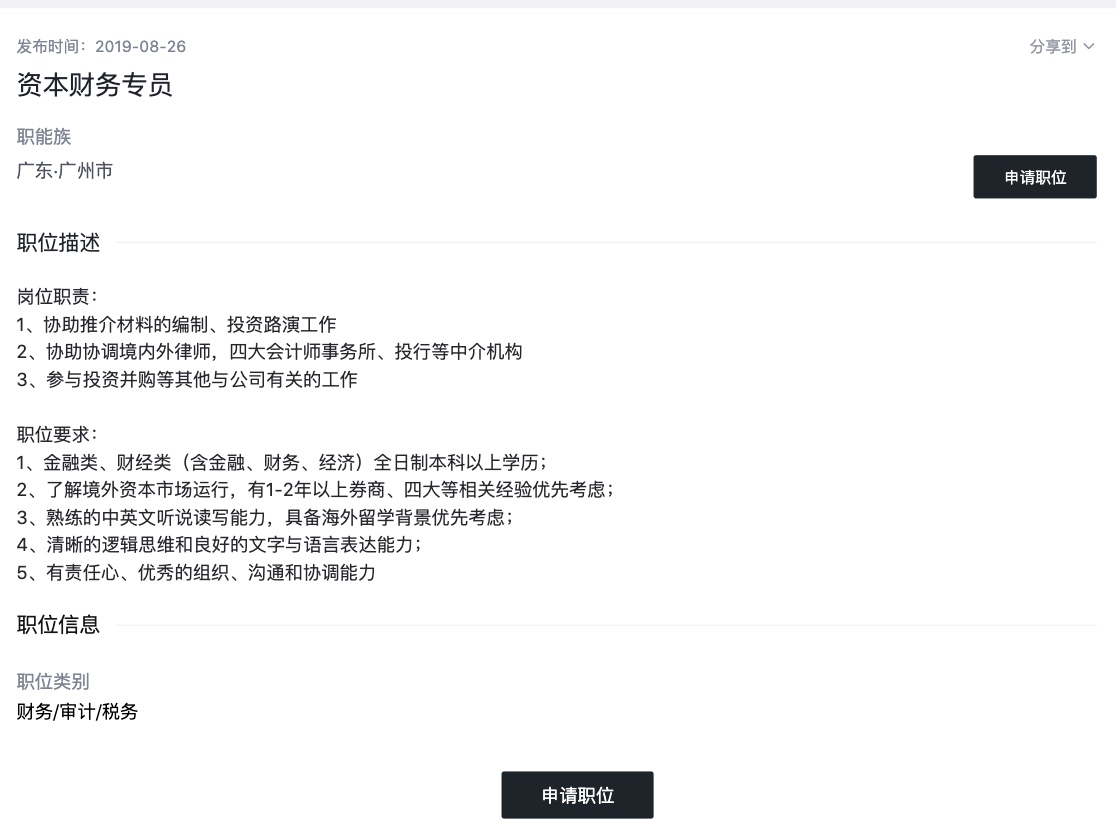 发布时间：2019-08-26
分享到
资本财务专员
职能族
广东·广州市
申请职位
职位描述
岗位职责：
1、协助推介材料的编制、投资路演工作
2、协助协调境内外律师，四大会计师事务所、投行等中介机构
3、参与投资并购等其他与公司有关的工作
职位要求：
1、金融类、财经类（含金融、财务、经济）全日制本科以上学历；
2、了解境外资本市场运行，有1-2年以上券商、四大等相关经验优先考虑；
3、熟练的中英文听说读写能力，具备海外留学背景优先考虑；
4、清晰的逻辑思维和良好的文字与语言表达能力；
5、有责任心、优秀的组织、沟通和协调能力
职位信息
职位类别
财务/审计/税务
申请职位